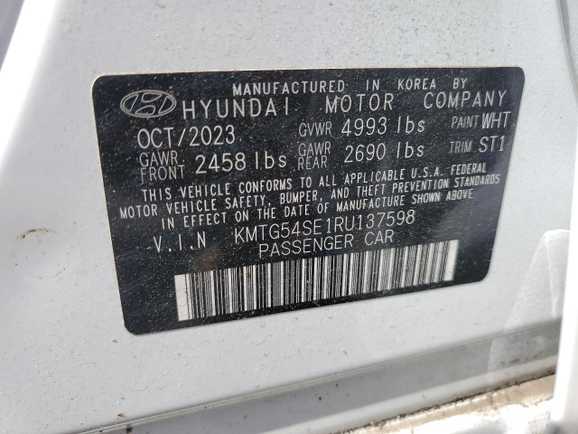 MANUFACTURED IN KOREA BY
HYUNDAI MOTOR COMPANY
OCT/2023 GVWR 4993 lbs PAINT WHT
GAWR FRONT 2458 lbs GAWR REAR 2690 lbs TRIM ST1
THIS VEHICLE CONFORMS TO ALL APPLICABLE U.S.A. FEDERAL
MOTOR VEHICLE SAFETY, BUMPER, AND THEFT PREVENTION STANDARDS
IN EFFECT ON THE DATE OF MANUFACTURE SHOWN ABOVE.
V.I.N KMTG54SE1RU137598
PASSENGER CAR